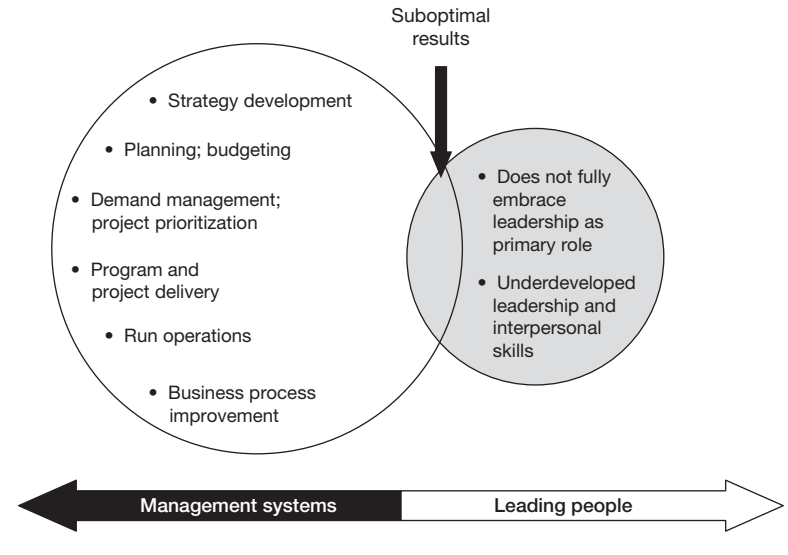 Suboptimal
results
• Strategy development
• Planning; budgeting
• Demand management;
project prioritization
• Program and
project delivery
• Run operations
• Business process
improvement
• Does not fully
embrace
leadership as
primary role
• Underdeveloped
leadership and
interpersonal
skills
Management systems
Leading people